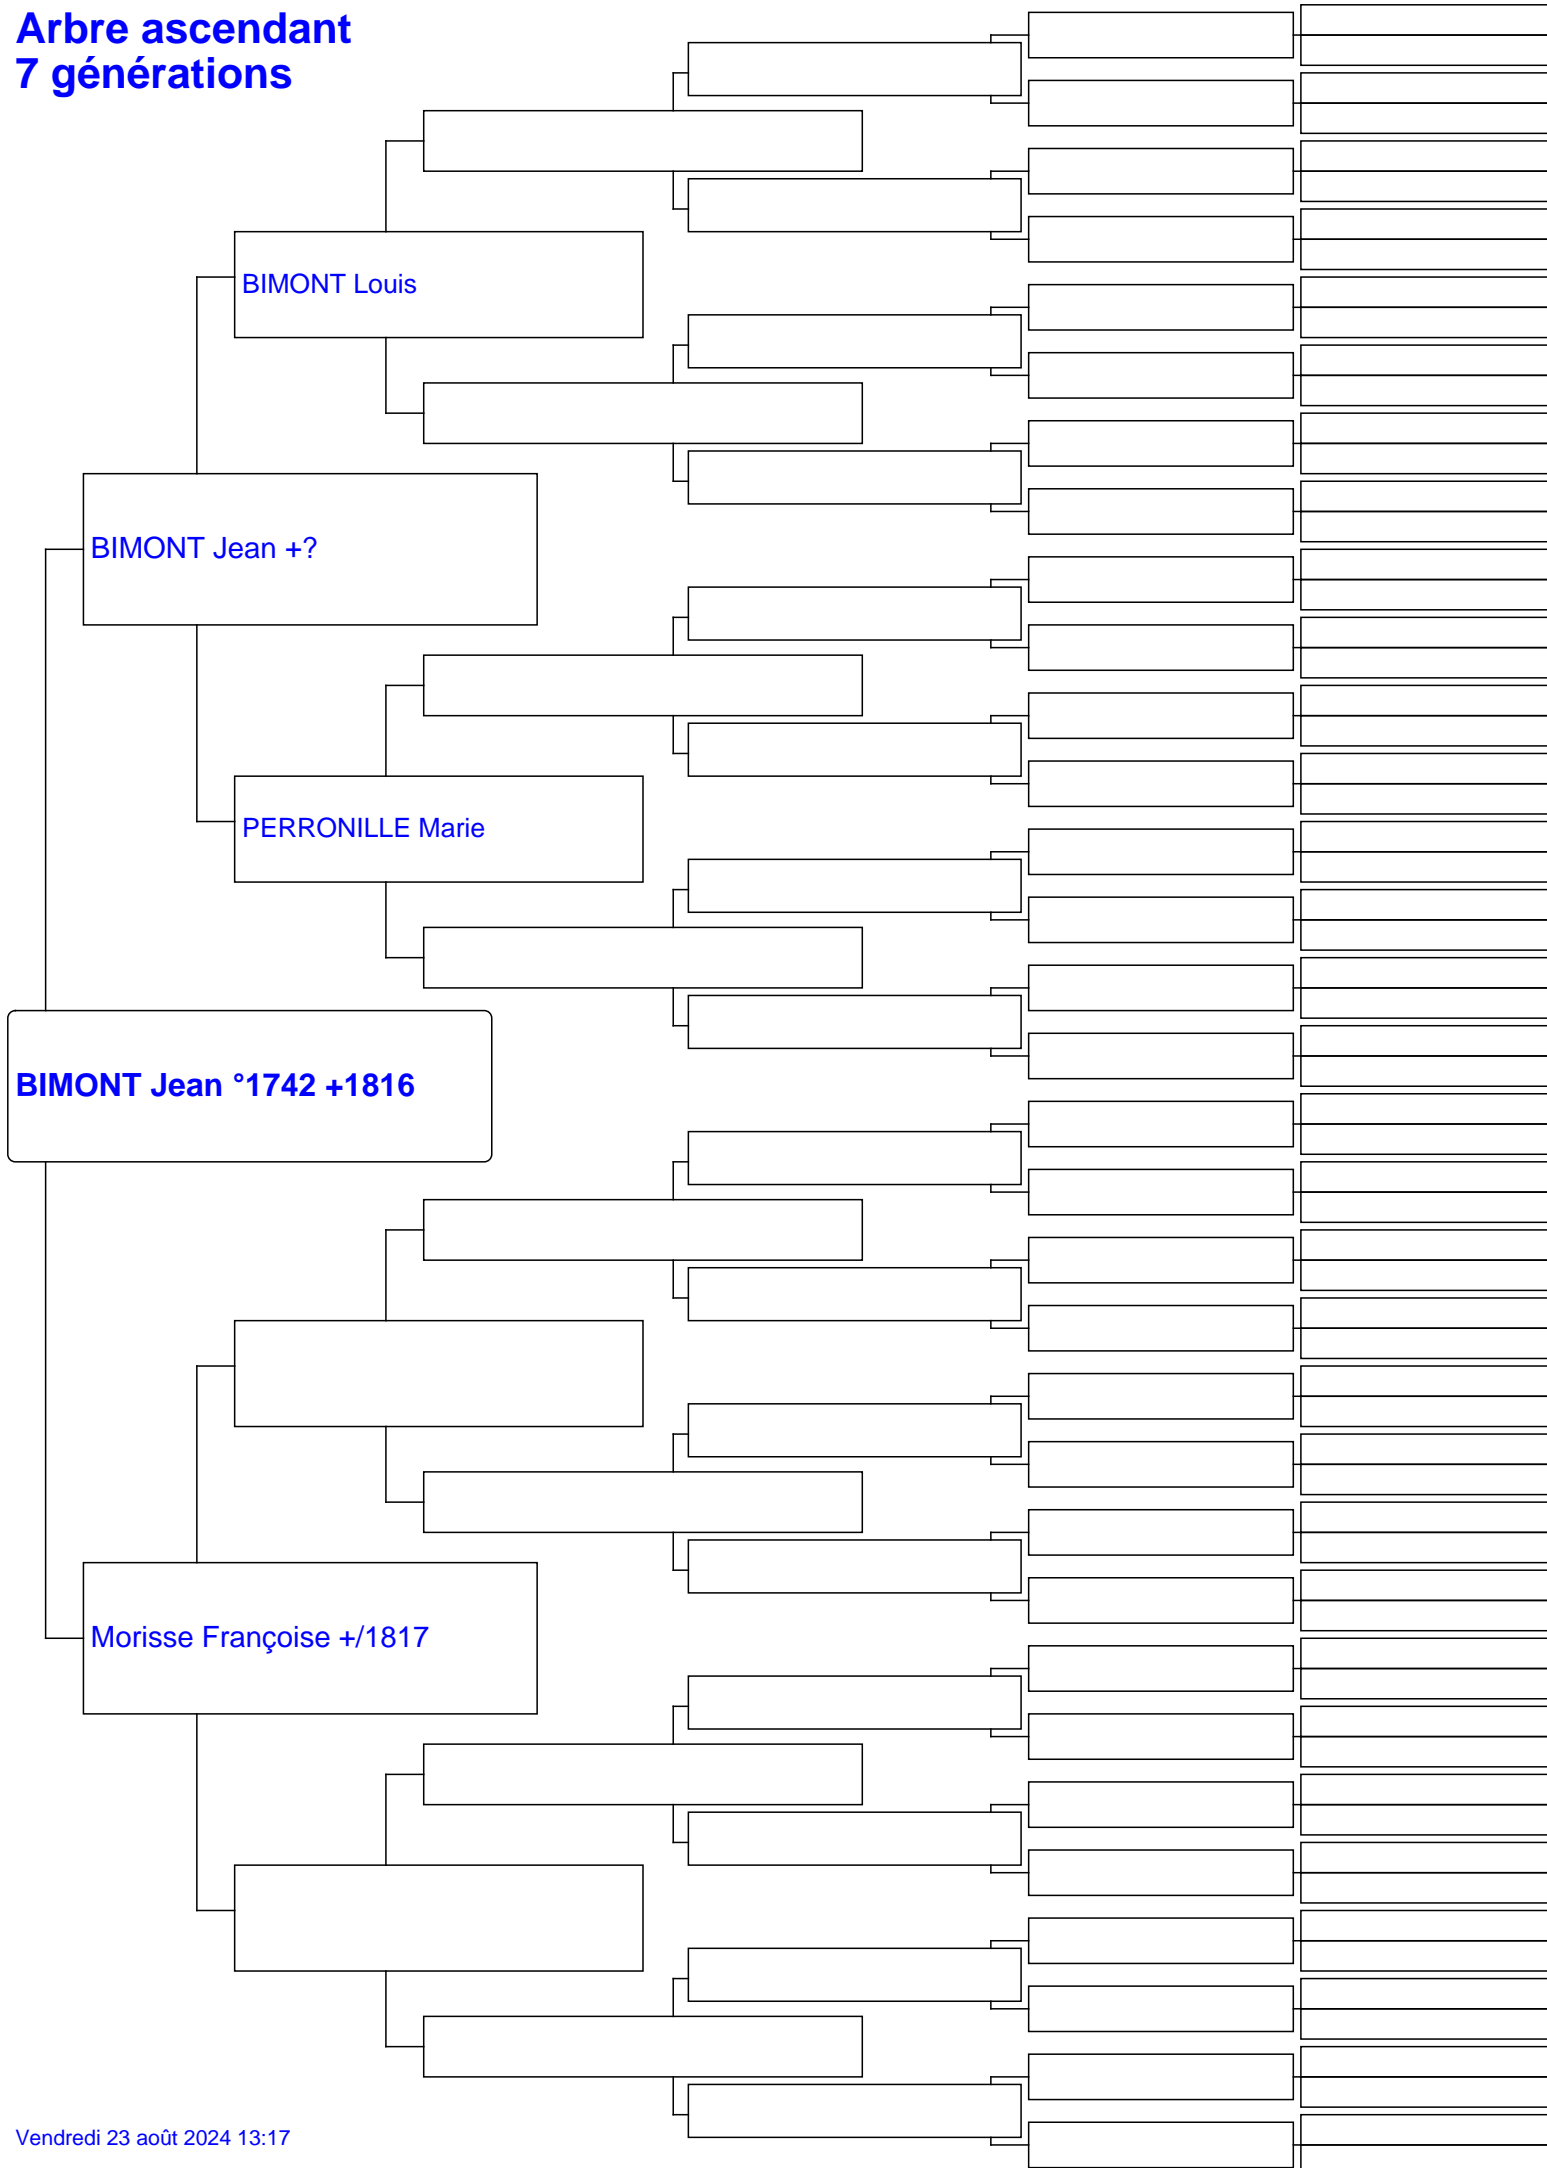 Arbre ascendant
7 générations
BIMONT Louis
BIMONT Jean +?
PERRONILLE Marie
BIMONT Jean °1742 +1816
Morisse Françoise +/1817
Vendredi 23 août 2024 13:17